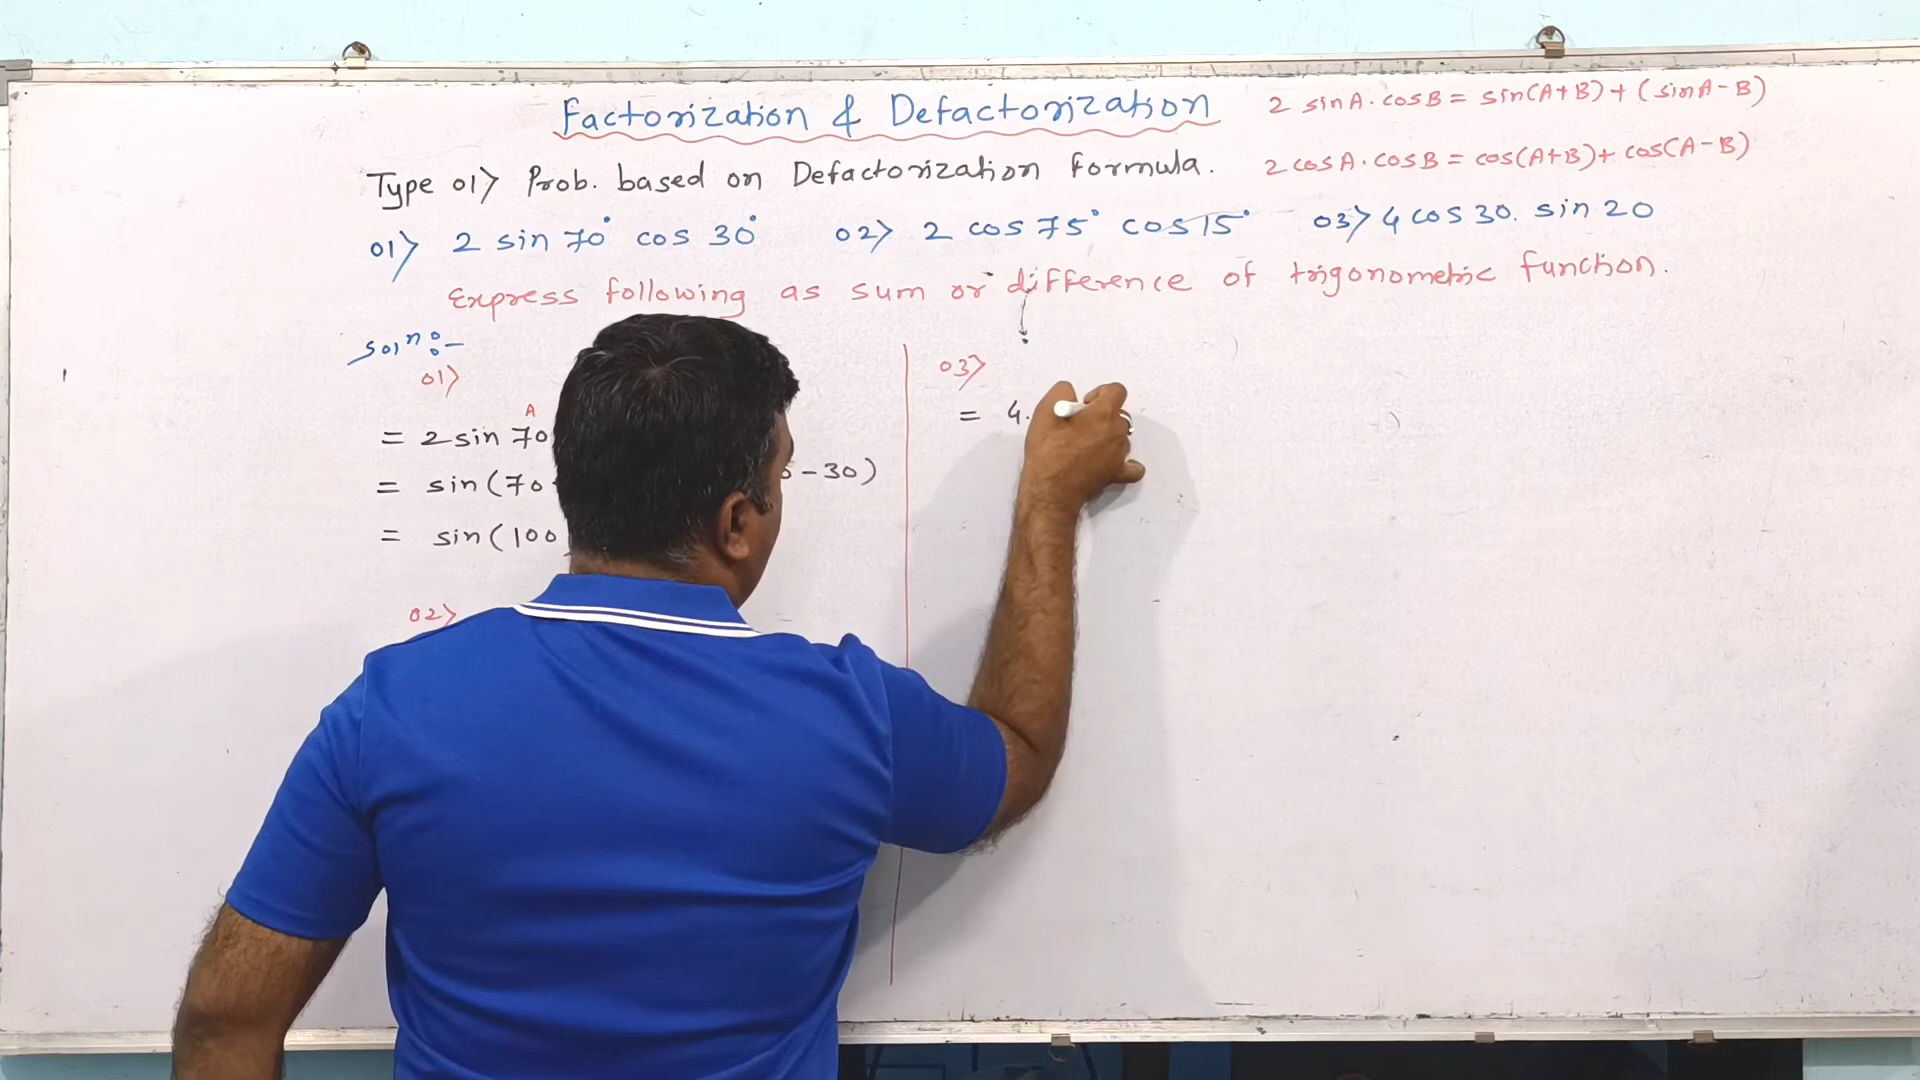 Factorization & Defactorization
2 sinA . cosB = sin(A+B) + (sinA-B)
2 cosA . cosB = cos(A+B) + cos(A-B)
Type 01> Prob. based on Defactorization Formula.
01> 2 sin 70° cos 30° 02> 2 cos 75° cos 15° 03> 4 cos 30. sin 20
Express following as sum or difference of trigonometric function.
Solⁿ:-
01>
A
= 2 sin 70
= sin(70 - 30)
= sin(100
02>
03>
= 4.